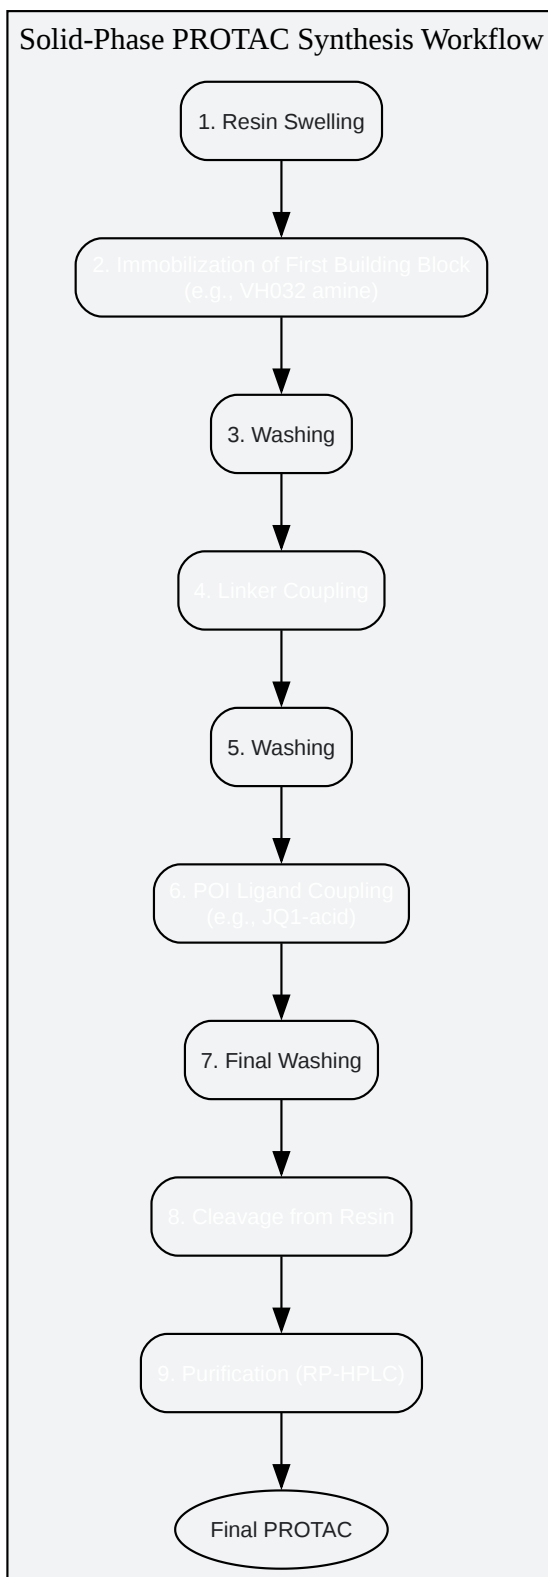 Solid-Phase PROTAC Synthesis Workflow
1. Resin Swelling
2. Immobilization of First Building Block
(e.g., VH032 amine)
3. Washing
4. Linker Coupling
5. Washing
6. POI Ligand Coupling
(e.g., JQ1-acid)
7. Final Washing
8. Cleavage from Resin
9. Purification (RP-HPLC)
Final PROTAC